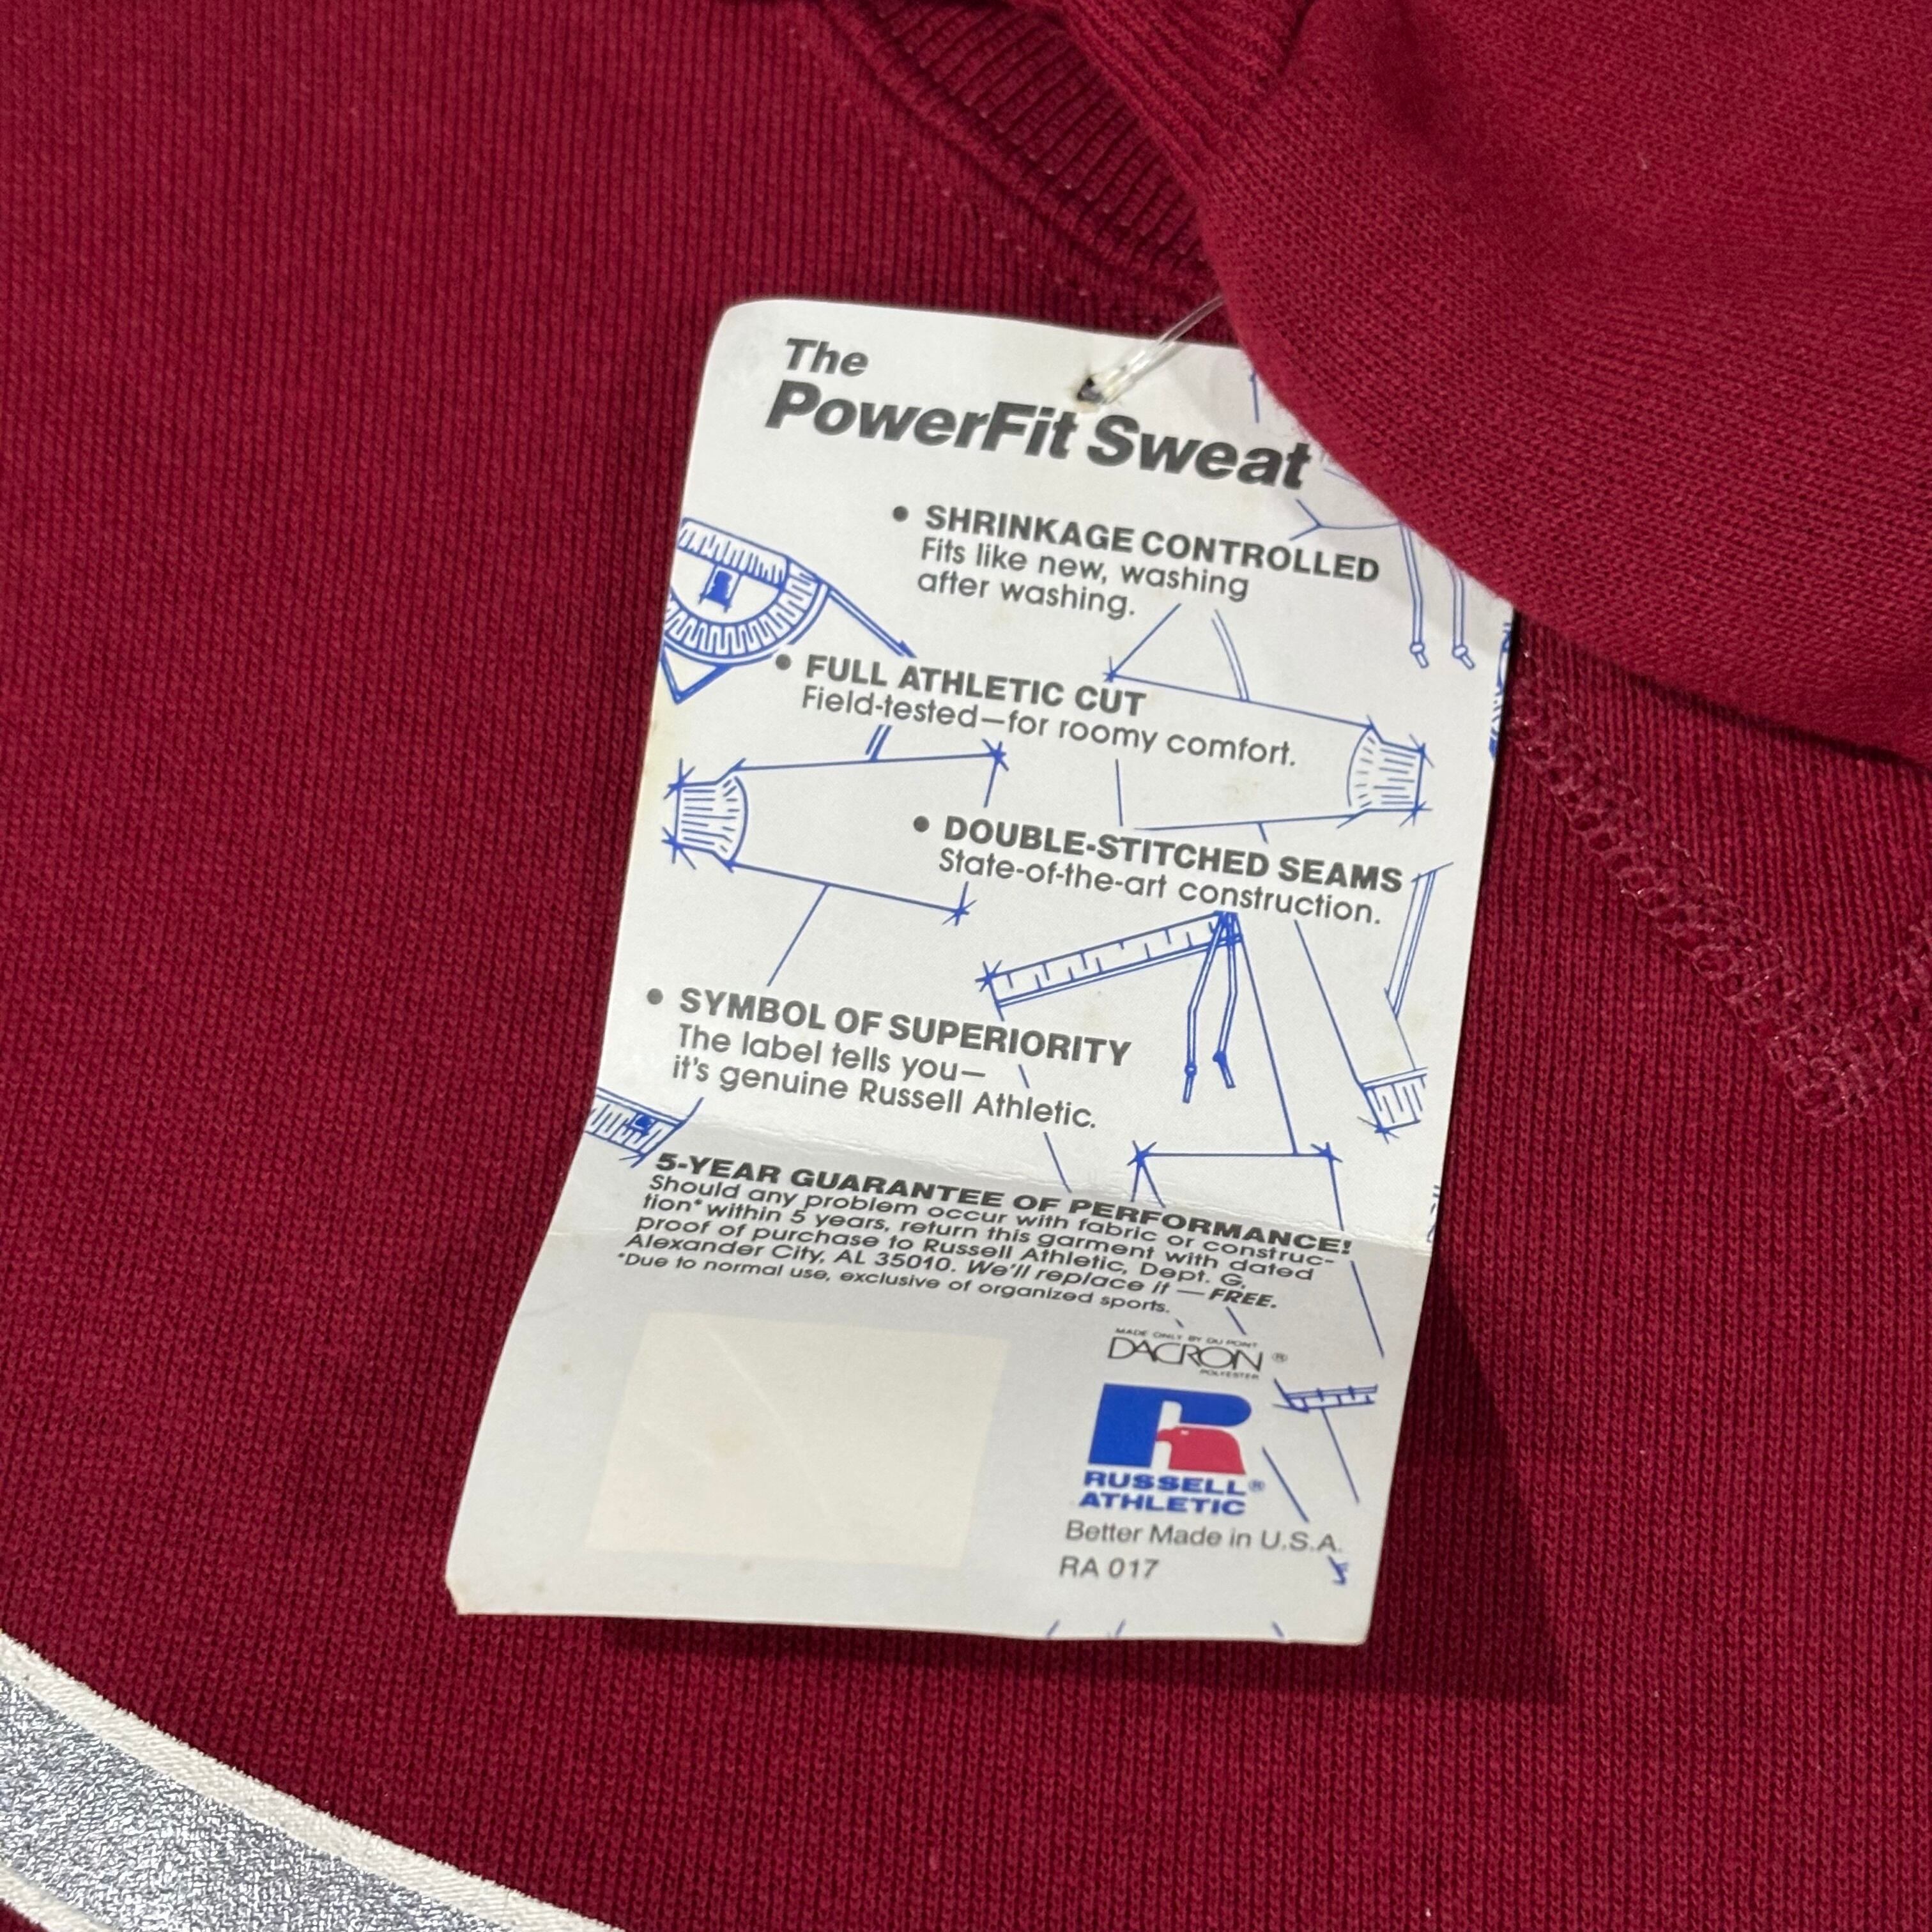 The
PowerFit Sweat
• SHRINKAGE CONTROLLED
Fits like new, washing
after washing.
• FULL ATHLETIC CUT
Field-tested—for roomy comfort.
• DOUBLE-STITCHED SEAMS
State-of-the-art construction.
• SYMBOL OF SUPERIORITY
The label tells you—
it's genuine Russell Athletic.
5-YEAR GUARANTEE OF PERFORMANCE!
Should any problem occur with fabric or construc-
tion* within 5 years, return this garment with dated
proof of purchase to Russell Athletic, Dept. G,
Alexander City, AL 35010. We'll replace it — FREE.
*Due to normal use, exclusive of organized sports.
MADE ONLY BY DU PONT
DACRON®
POLYESTER
R
RUSSELL®
ATHLETIC
Better Made in U.S.A.
RA 017